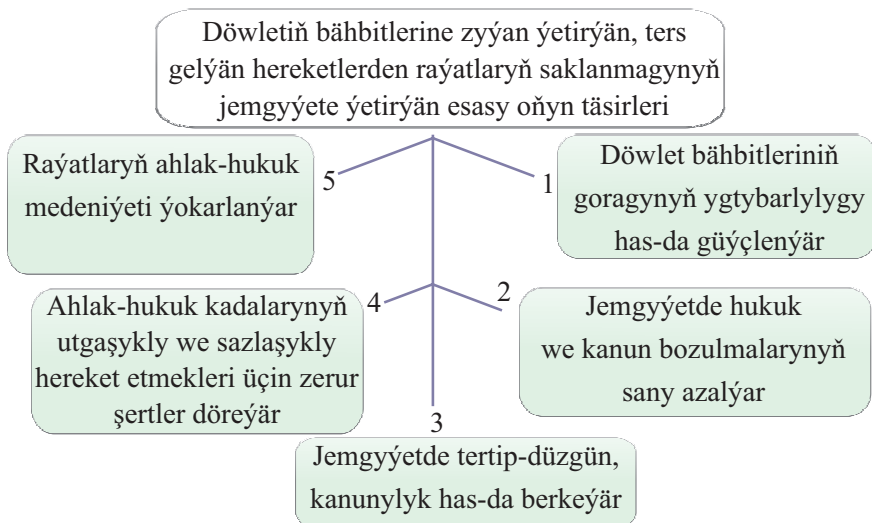 Döwletiň bähbitlerine zyýan ýetirýän, ters
gelýän hereketlerden raýatlaryň saklanmagynyň
jemgyýete ýetirýän esasy oňyn täsirleri
1
Döwlet bähbitleriniň
goragynyň ygtybarlylygy
has-da güýçlenýär
2
Jemgyýetde hukuk
we kanun bozulmalarynyň
sany azalýar
3
Jemgyýetde tertip-düzgün,
kanunylyk has-da berkeýär
4
Ahlak-hukuk kadalarynyň
utgaşykly we sazlaşykly
hereket etmekleri üçin zerur
şertler döreýär
5
Raýatlaryň ahlak-hukuk
medeniýeti ýokarlanýar